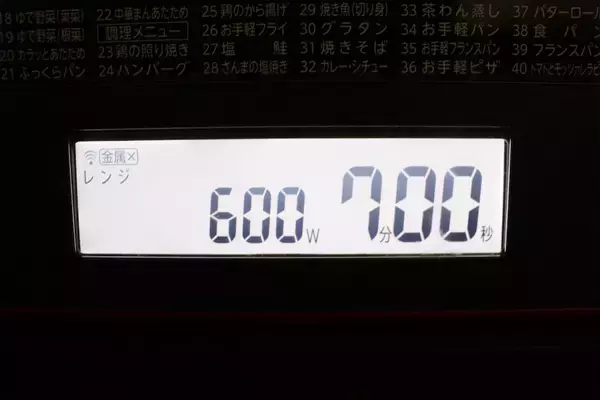 18 ゆで野菜(葉菜) 22 中華まんあたため 25 鶏のから揚げ 29 焼き魚(切り身) 33 茶わん蒸し 37 バターロール
19 ゆで野菜(根菜) 調理メニュー 26 お手軽フライ 30 グラタン 34 お手軽パン 38 食パン
20 カラッとあたため 23 鶏の照り焼き 27 塩鮭 31 焼きそば 35 お手軽フランスパン 39 フランスパン
21 ふっくらパン 24 ハンバーグ 28 さんまの塩焼き 32 カレー・シチュー 36 お手軽ピザ 40
金属×
レンジ
600W 7分00秒